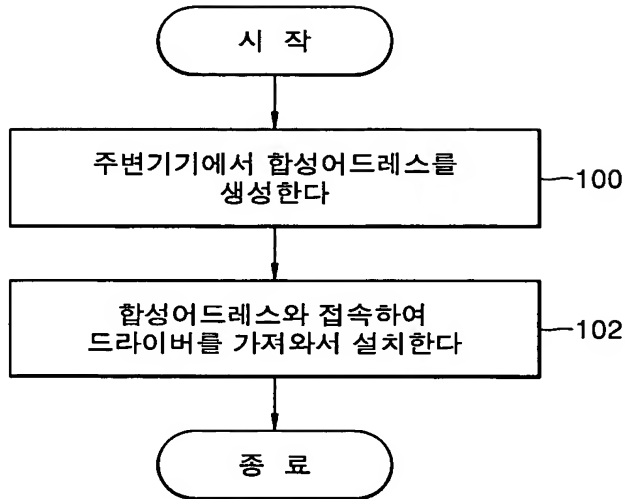 시 작
주변기기에서 합성어드레스를
생성한다
100
합성어드레스와 접속하여
드라이버를 가져와서 설치한다
102
종 료